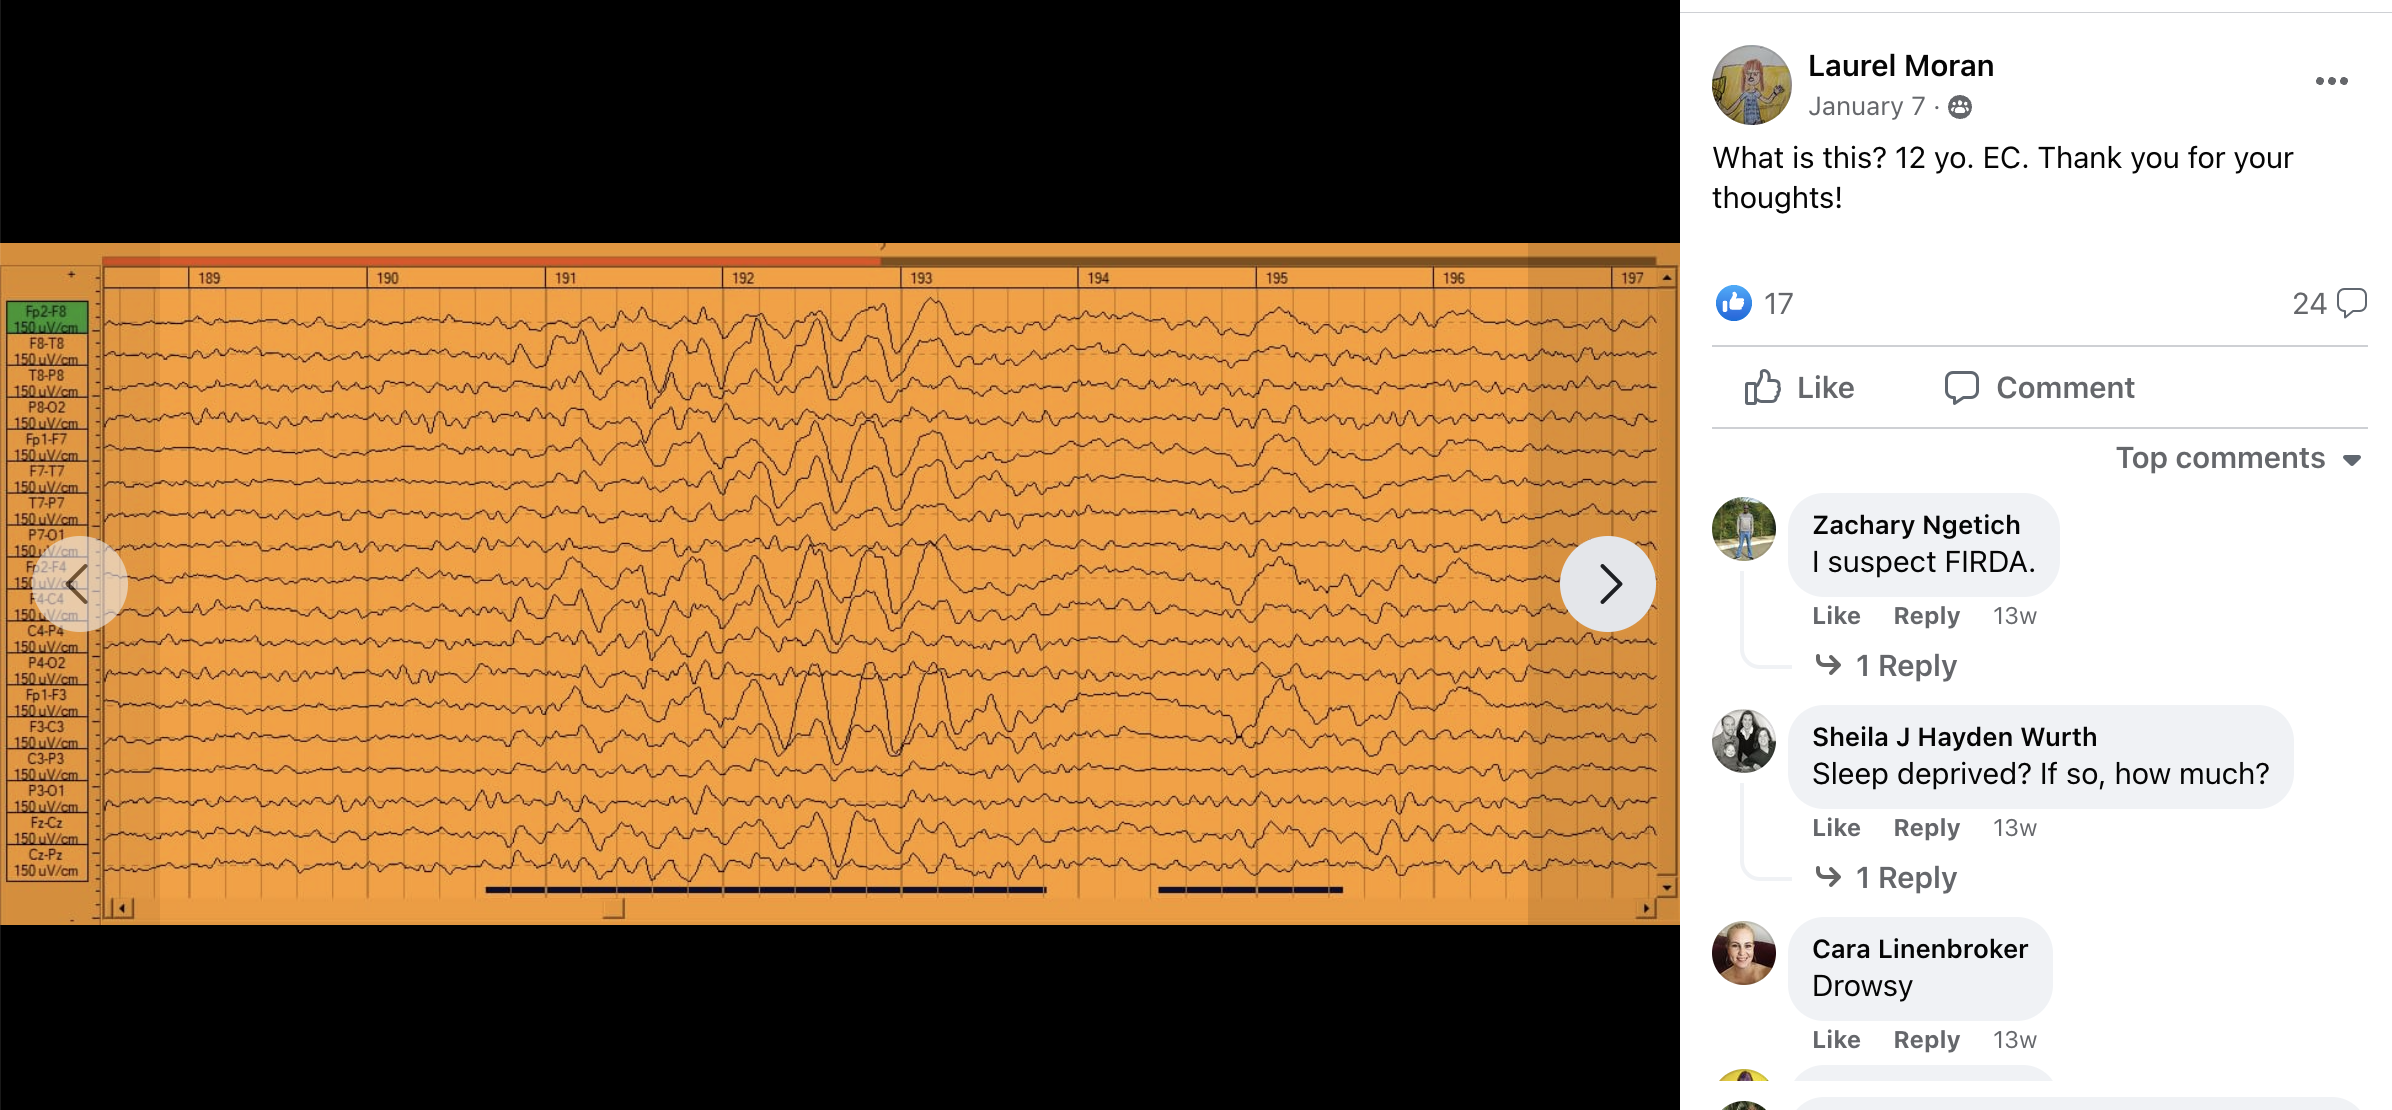 Laurel Moran
January 7 ·
What is this? 12 yo. EC. Thank you for your
thoughts!
17
24
Like
Comment
Top comments
Zachary Ngetich
I suspect FIRDA.
Like Reply 13w
1 Reply
Sheila J Hayden Wurth
Sleep deprived? If so, how much?
Like Reply 13w
1 Reply
Cara Linenbroker
Drowsy
Like Reply 13w
+
189 190 191 192 193 194 195 196 197
Fp2-F8
150 uV/cm
F8-T8
150 uV/cm
T8-P8
150 uV/cm
P8-O2
150 uV/cm
Fp1-F7
150 uV/cm
F7-T7
150 uV/cm
T7-P7
150 uV/cm
P7-O1
150 uV/cm
Fp2-F4
150 uV/cm
F4-C4
150 uV/cm
C4-P4
150 uV/cm
P4-O2
150 uV/cm
Fp1-F3
150 uV/cm
F3-C3
150 uV/cm
C3-P3
150 uV/cm
P3-O1
150 uV/cm
Fz-Cz
150 uV/cm
Cz-Pz
150 uV/cm
-